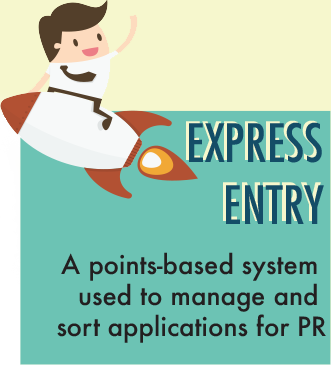 EXPRESS
ENTRY
A points-based system
used to manage and
sort applications for PR